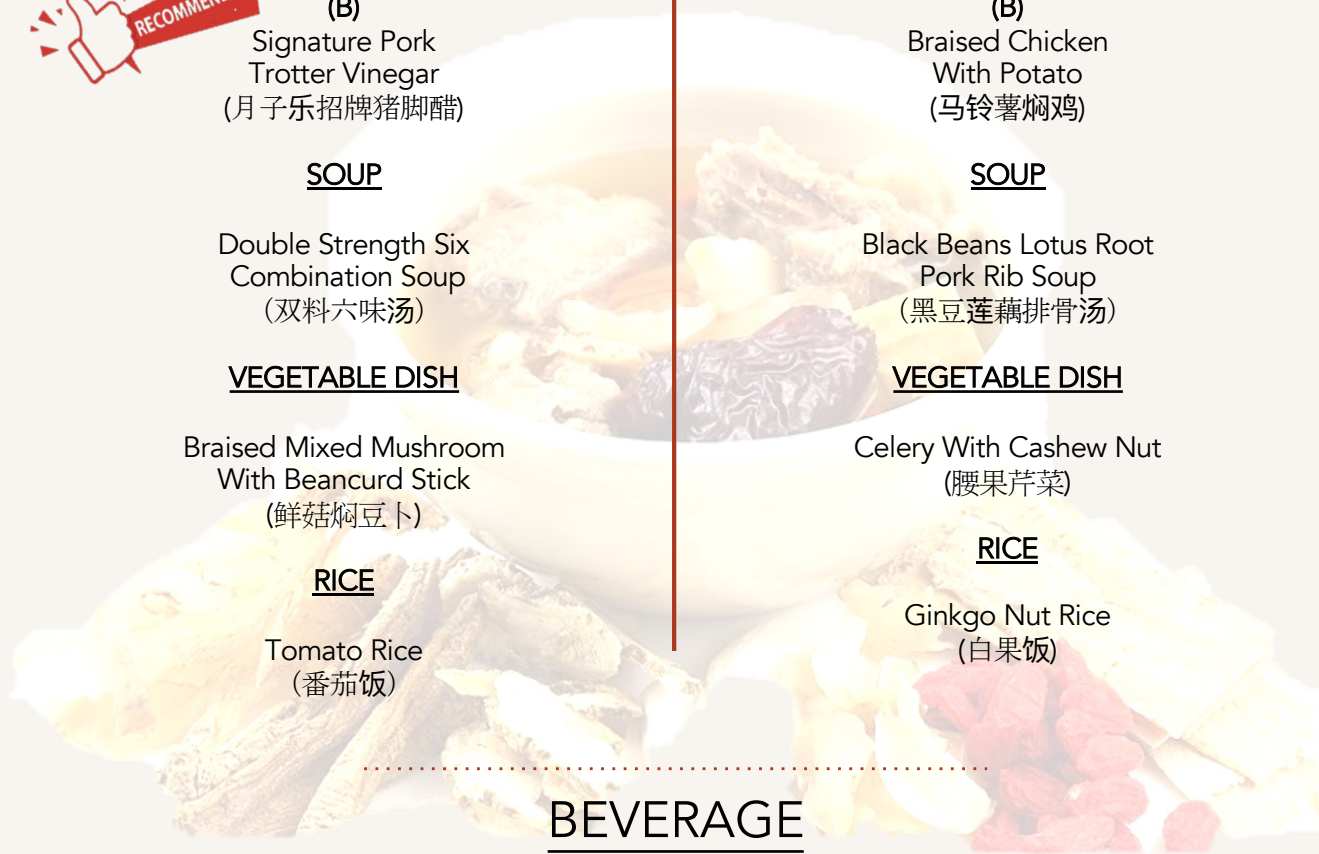 RECOMMEN
(B)
Signature Pork
Trotter Vinegar
(月子乐招牌猪脚醋)
SOUP
Double Strength Six
Combination Soup
（双料六味汤）
VEGETABLE DISH
Braised Mixed Mushroom
With Beancurd Stick
(鲜菇焖豆卜)
RICE
Tomato Rice
（番茄饭）
(B)
Braised Chicken
With Potato
(马铃薯焖鸡)
SOUP
Black Beans Lotus Root
Pork Rib Soup
（黑豆莲藕排骨汤）
VEGETABLE DISH
Celery With Cashew Nut
(腰果芹菜)
RICE
Ginkgo Nut Rice
(白果饭)
BEVERAGE